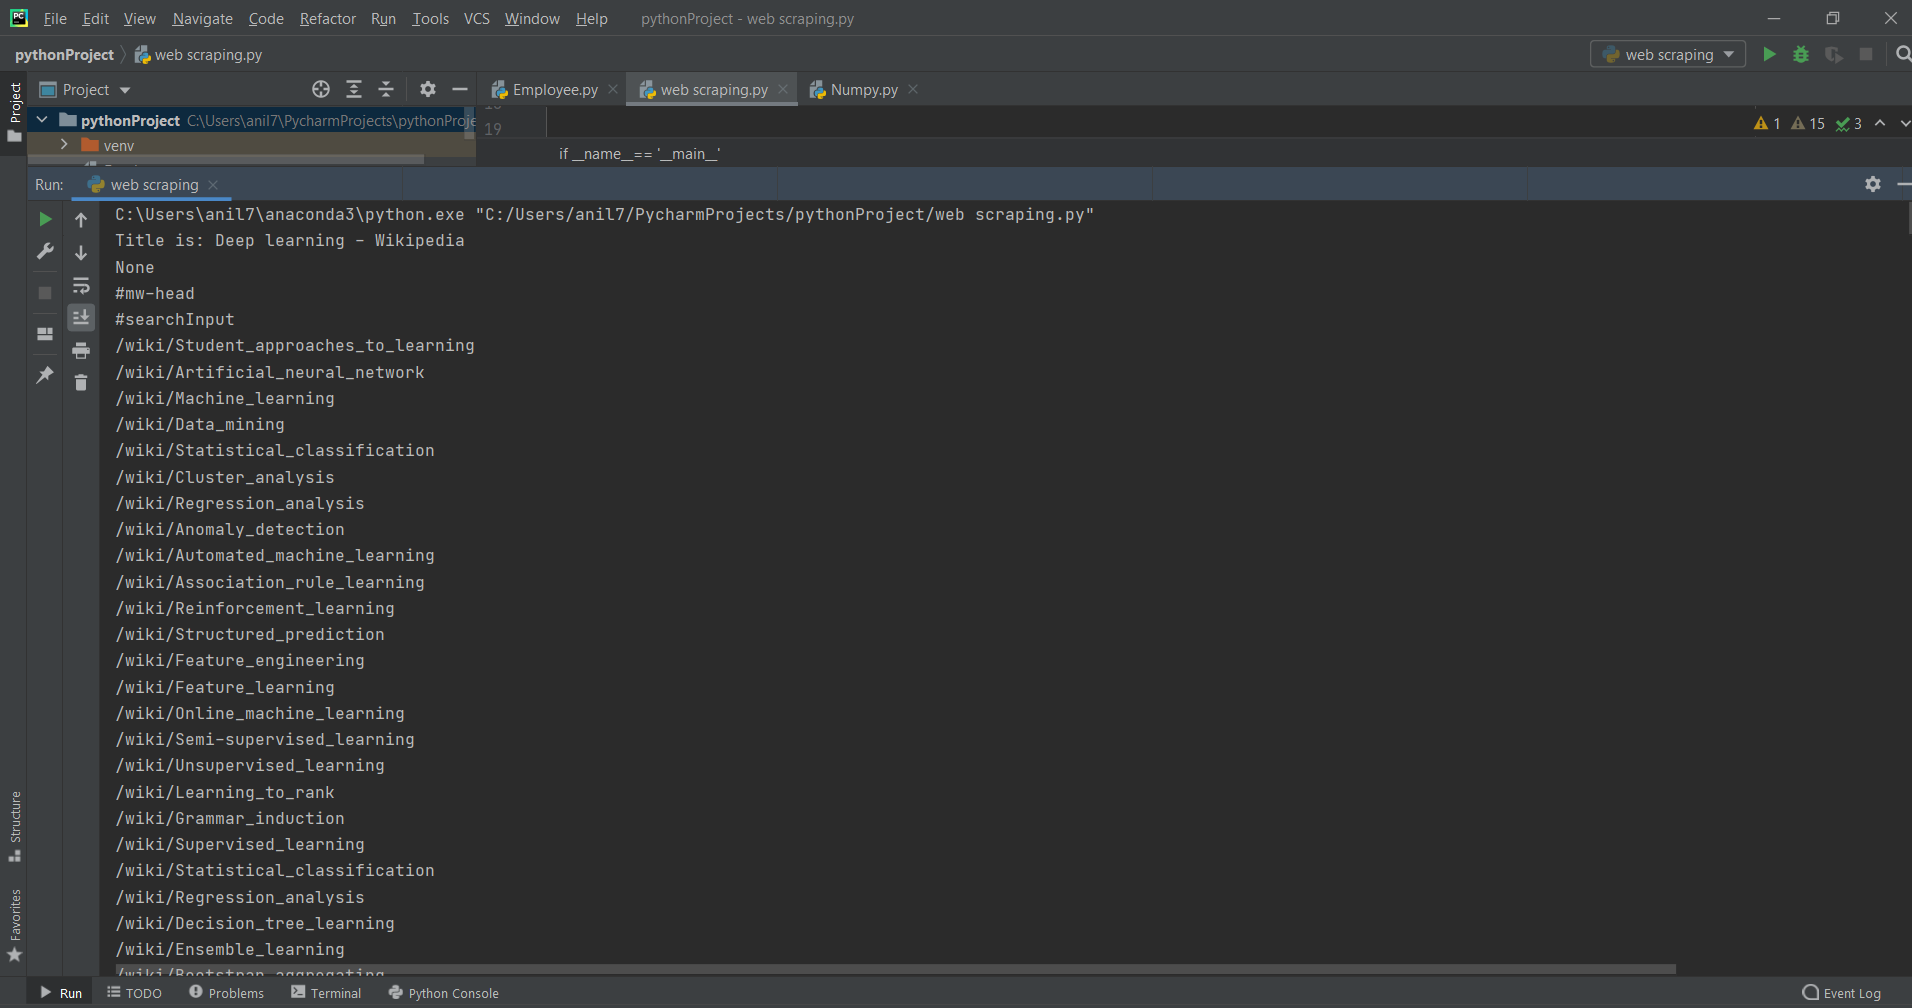 PC File Edit View Navigate Code Refactor Run Tools VCS Window Help pythonProject - web scraping.py
pythonProject web scraping.py web scraping
Project Project Employee.py web scraping.py Numpy.py
pythonProject C:\Users\anil7\PycharmProjects\pythonProje 19 1 15 3
venv
if __name__== '__main__'
Run: web scraping
C:\Users\anil7\anaconda3\python.exe "C:/Users/anil7/PycharmProjects/pythonProject/web scraping.py"
Title is: Deep learning - Wikipedia
None
#mw-head
#searchInput
/wiki/Student_approaches_to_learning
/wiki/Artificial_neural_network
/wiki/Machine_learning
/wiki/Data_mining
/wiki/Statistical_classification
/wiki/Cluster_analysis
/wiki/Regression_analysis
/wiki/Anomaly_detection
/wiki/Automated_machine_learning
/wiki/Association_rule_learning
/wiki/Reinforcement_learning
/wiki/Structured_prediction
/wiki/Feature_engineering
/wiki/Feature_learning
/wiki/Online_machine_learning
/wiki/Semi-supervised_learning
/wiki/Unsupervised_learning
/wiki/Learning_to_rank
/wiki/Grammar_induction
/wiki/Supervised_learning
/wiki/Statistical_classification
/wiki/Regression_analysis
/wiki/Decision_tree_learning
/wiki/Ensemble_learning
/wiki/Bootstrap_aggregating
Structure
Favorites
Run TODO Problems Terminal Python Console Event Log